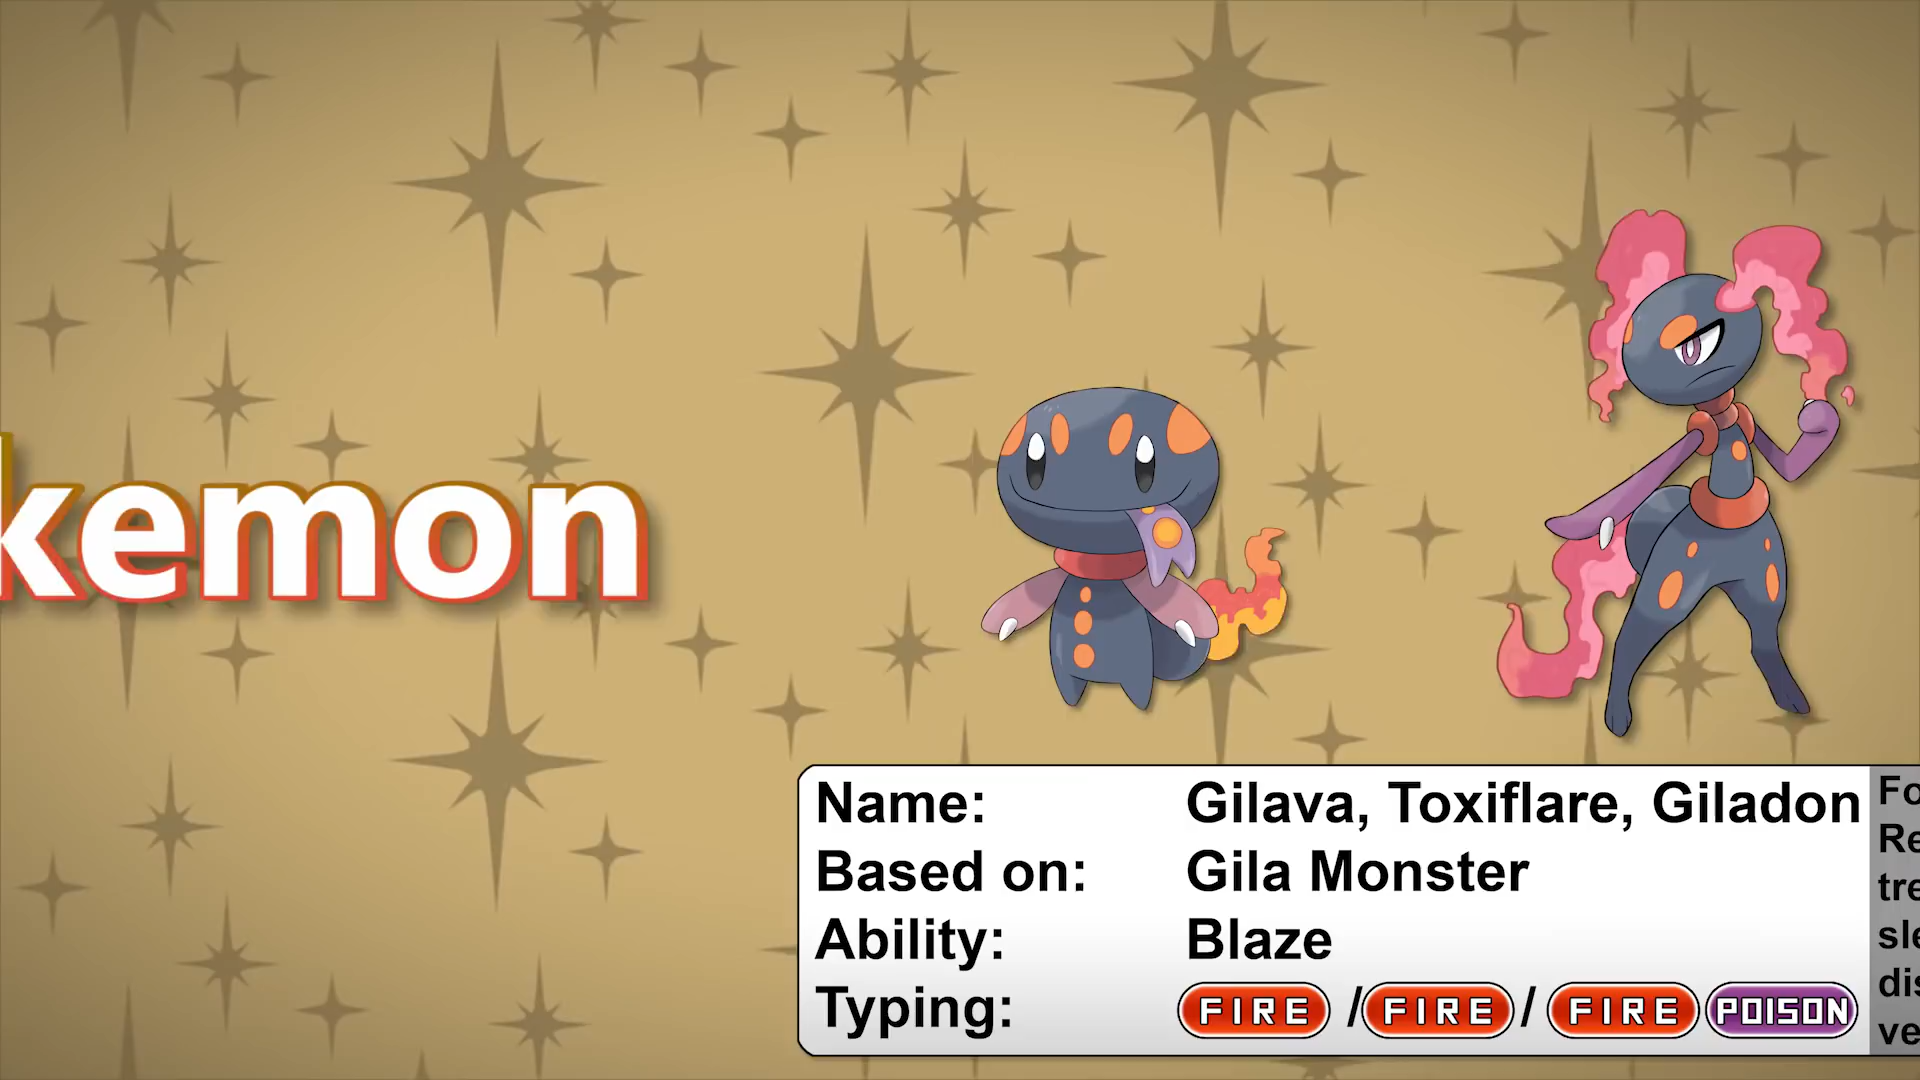 kemon
Name: Gilava, Toxiflare, Giladon
Based on: Gila Monster
Ability: Blaze
Typing: FIRE / FIRE / FIRE POISON